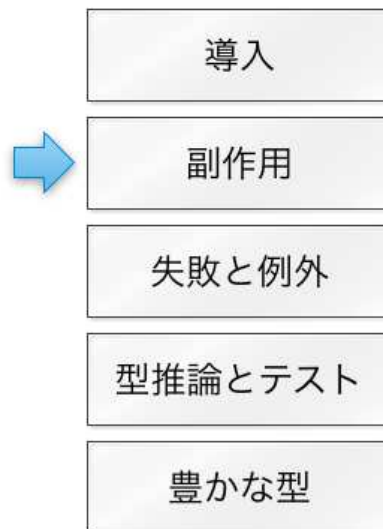 導入
副作用
失敗と例外
型推論とテスト
豊かな型